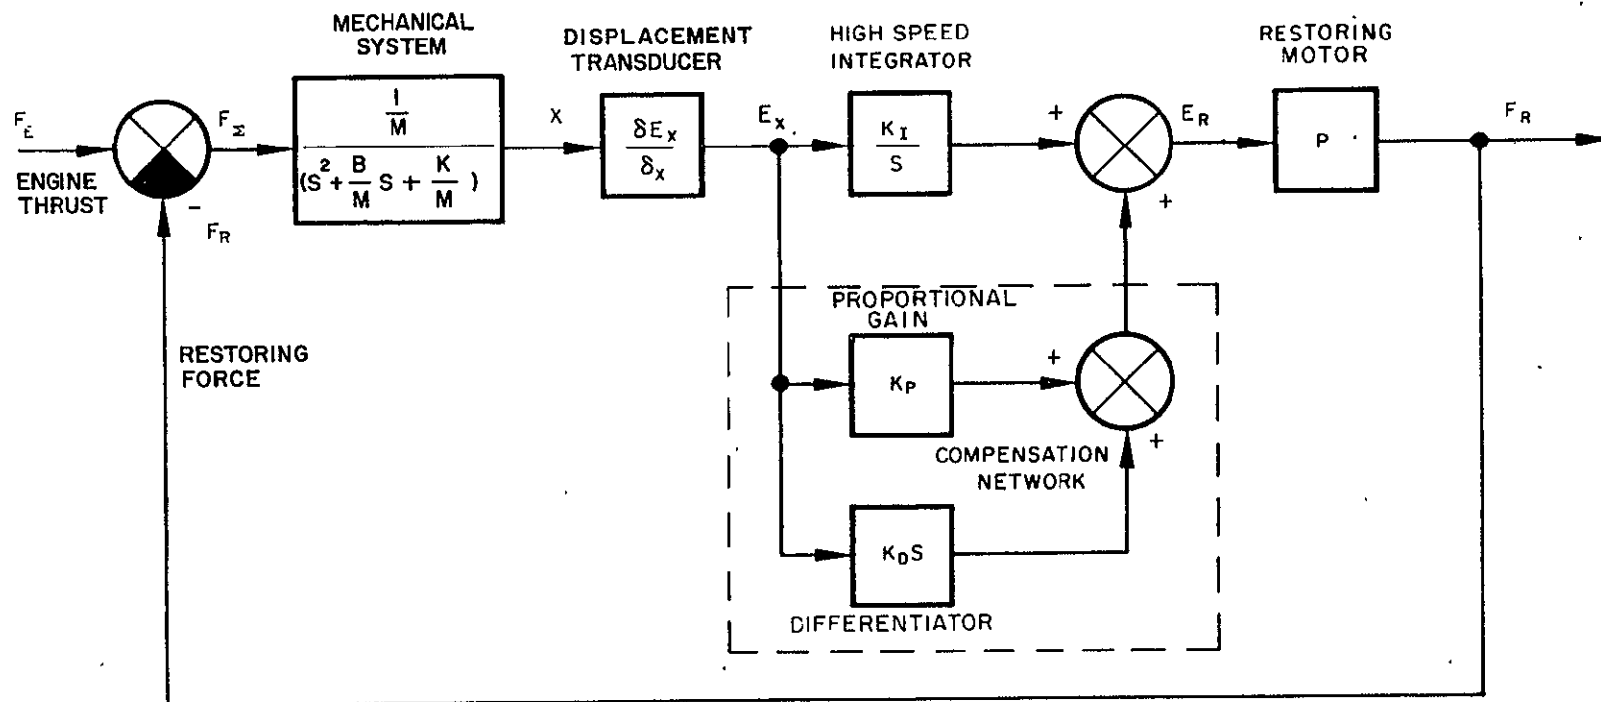 MECHANICAL
SYSTEM
DISPLACEMENT
TRANSDUCER
HIGH SPEED
INTEGRATOR
RESTORING
MOTOR
F_E
ENGINE
THRUST
F_Σ
1
M
(S² + B/M S + K/M)
X
δE_X
δ_X
E_X
K_I
S
+
+
E_R
P
F_R
−
F_R
RESTORING
FORCE
PROPORTIONAL
GAIN
K_P
+
+
COMPENSATION
NETWORK
K_D S
DIFFERENTIATOR